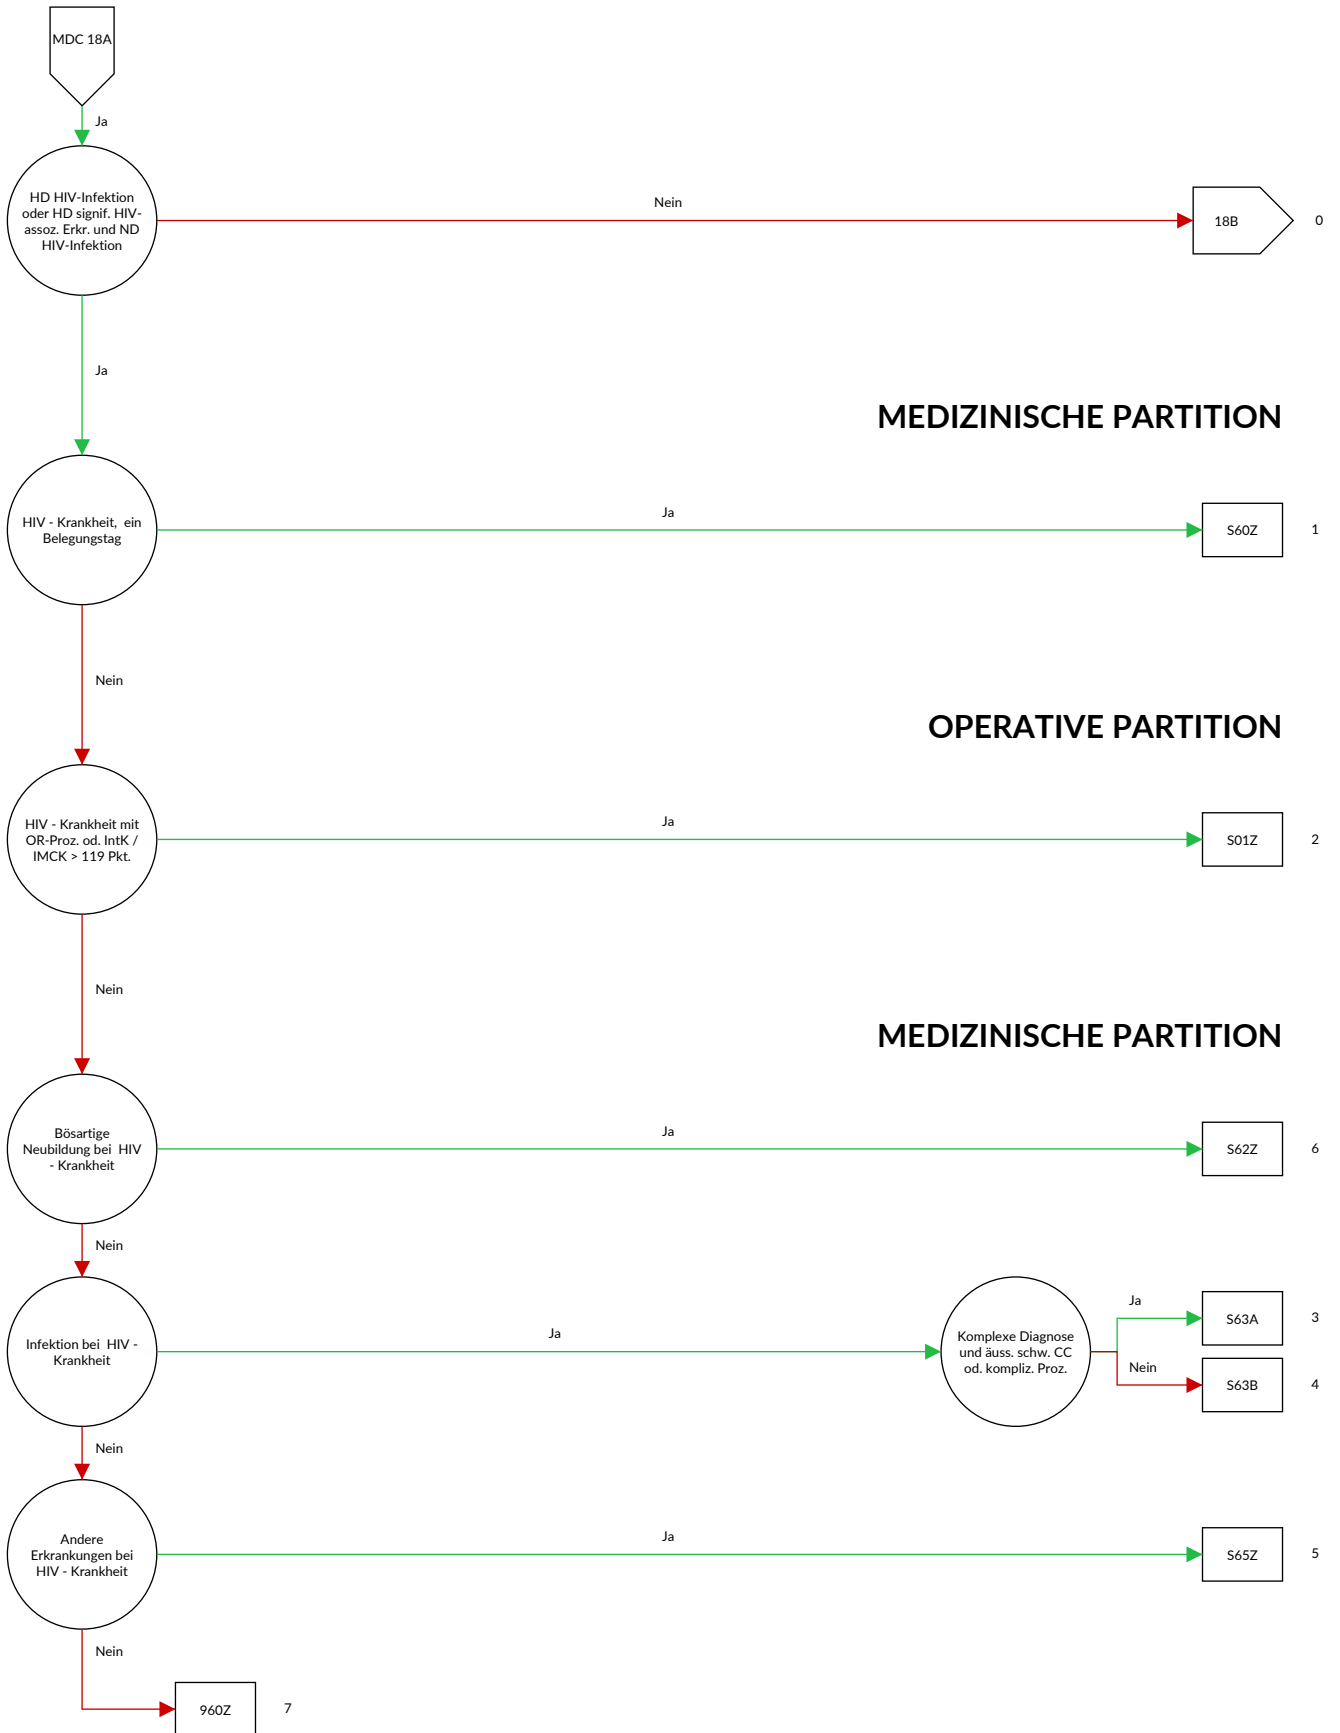 MDC 18A
Ja
HD HIV-Infektion
oder HD signif. HIV-
assoz. Erkr. und ND
HIV-Infektion
Nein
18B
0
Ja
MEDIZINISCHE PARTITION
HIV - Krankheit,  ein
Belegungstag
Ja
S60Z
1
Nein
OPERATIVE PARTITION
HIV - Krankheit mit
OR-Proz. od. IntK /
IMCK > 119 Pkt.
Ja
S01Z
2
Nein
MEDIZINISCHE PARTITION
Bösartige
Neubildung bei  HIV
- Krankheit
Ja
S62Z
6
Nein
Infektion bei  HIV -
Krankheit
Ja
Komplexe Diagnose
und äuss. schw. CC
od. kompliz. Proz.
Ja
S63A
3
Nein
S63B
4
Nein
Andere
Erkrankungen bei
HIV - Krankheit
Ja
S65Z
5
Nein
960Z
7